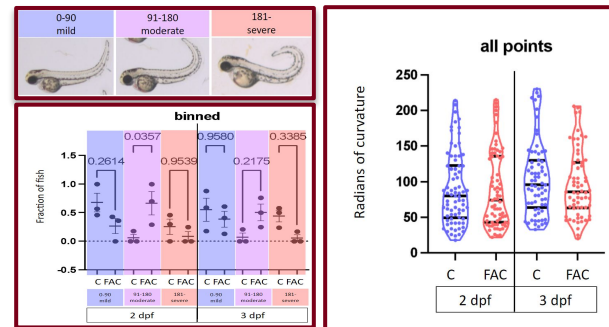 0-90
mild
91-180
moderate
181-
severe
binned
0.0357
0.9580
0.2614
0.9539
0.2175
0.3385
Fraction of fish
1.5
1.0
0.5
0.0
-0.5
C FAC C FAC C FAC C FAC C FAC C FAC
0-90
mild
91-180
moderate
181-
severe
0-90
mild
91-180
moderate
181-
severe
2 dpf
3 dpf
all points
Radians of curvature
250
200
150
100
50
0
C FAC C FAC
2 dpf
3 dpf